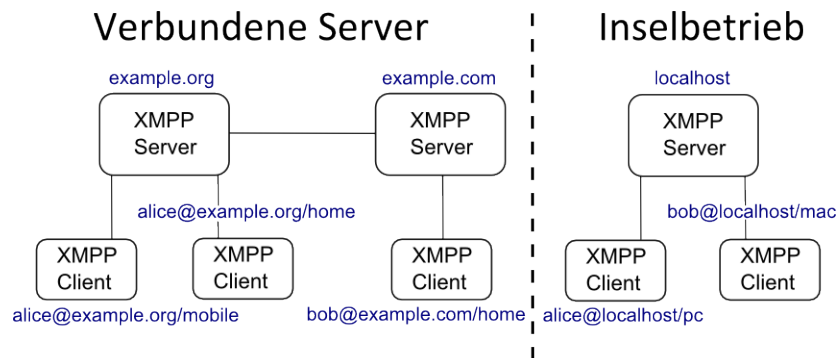 Verbundene Server
Inselbetrieb
example.org
example.com
localhost
XMPP
Server
XMPP
Server
XMPP
Server
alice@example.org/home
bob@localhost/mac
XMPP
Client
XMPP
Client
XMPP
Client
XMPP
Client
XMPP
Client
alice@example.org/mobile
bob@example.com/home
alice@localhost/pc